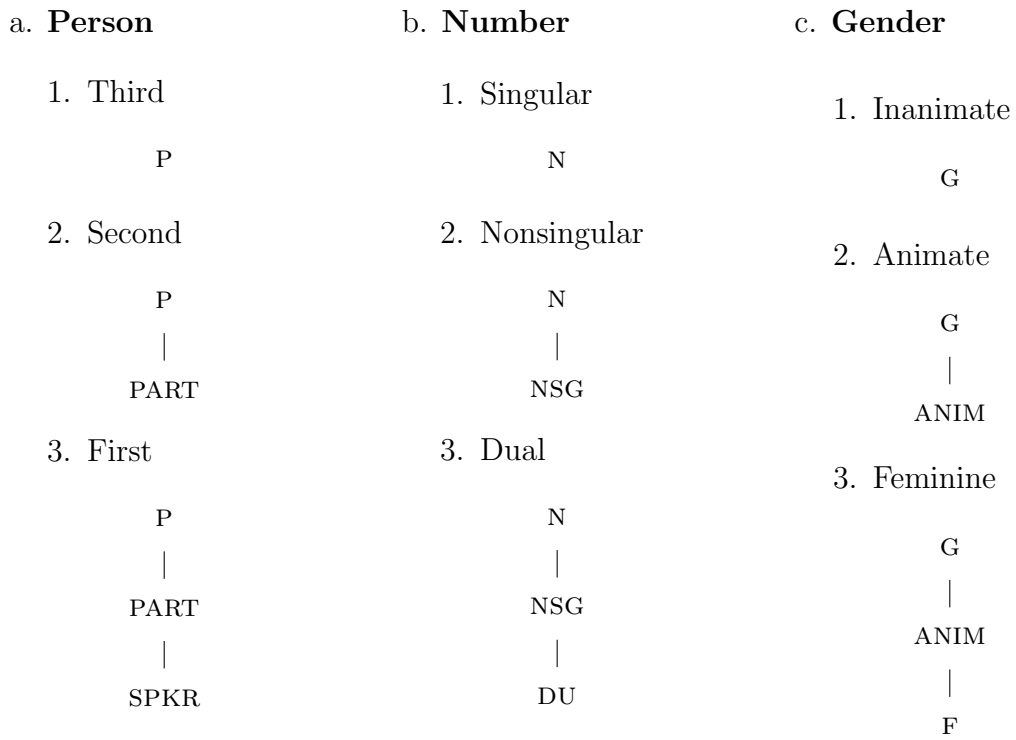 a. Person
1. Third
P
2. Second
P
|
PART
3. First
P
|
PART
|
SPKR
b. Number
1. Singular
N
2. Nonsingular
N
|
NSG
3. Dual
N
|
NSG
|
DU
c. Gender
1. Inanimate
G
2. Animate
G
|
ANIM
3. Feminine
G
|
ANIM
|
F